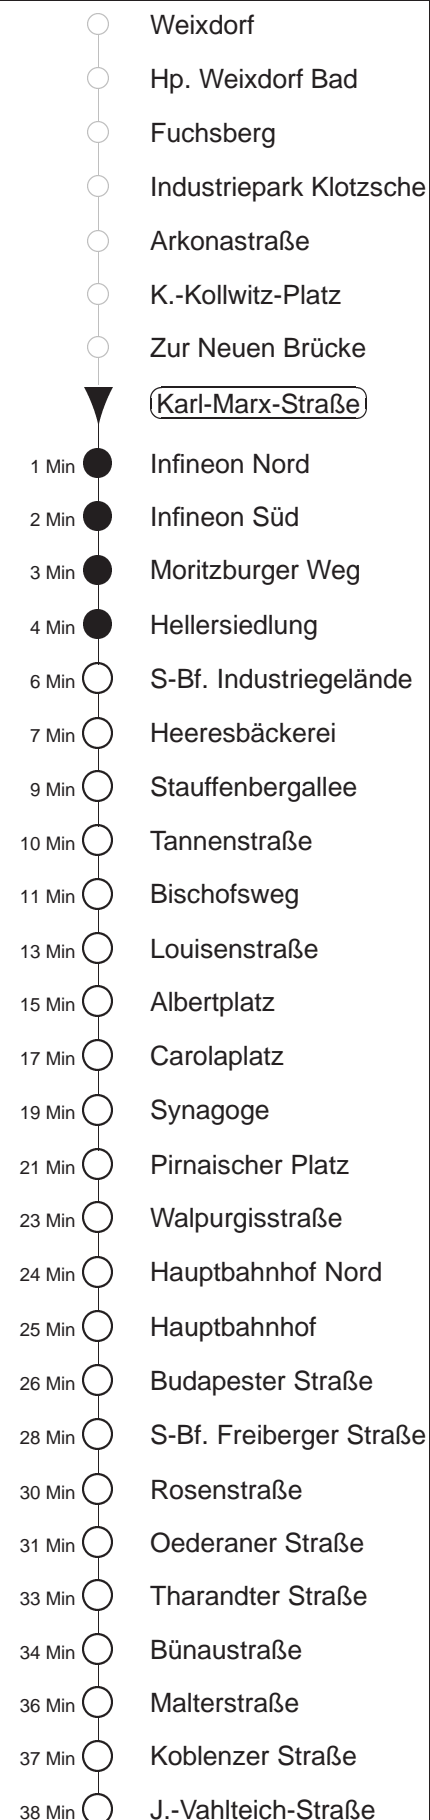 Weixdorf
Hp. Weixdorf Bad
Fuchsberg
Industriepark Klotzsche
Arkonastraße
K.-Kollwitz-Platz
Zur Neuen Brücke
Karl-Marx-Straße
1 Min Infineon Nord
2 Min Infineon Süd
3 Min Moritzburger Weg
4 Min Hellersiedlung
6 Min S-Bf. Industriegelände
7 Min Heeresbäckerei
9 Min Stauffenbergallee
10 Min Tannenstraße
11 Min Bischofsweg
13 Min Louisenstraße
15 Min Albertplatz
17 Min Carolaplatz
19 Min Synagoge
21 Min Pirnaischer Platz
23 Min Walpurgisstraße
24 Min Hauptbahnhof Nord
25 Min Hauptbahnhof
26 Min Budapester Straße
28 Min S-Bf. Freiberger Straße
30 Min Rosenstraße
31 Min Oederaner Straße
33 Min Tharandter Straße
34 Min Bünaustraße
36 Min Malterstraße
37 Min Koblenzer Straße
38 Min J.-Vahlteich-Straße